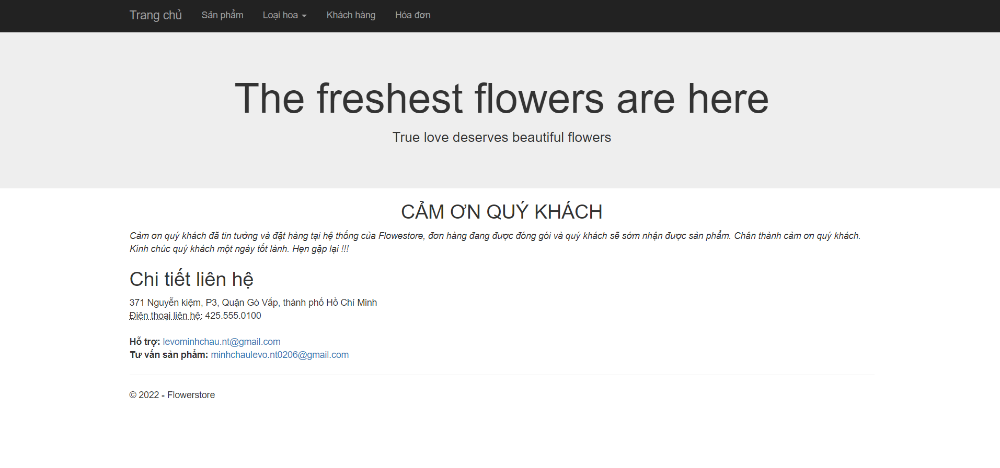 Trang chủ Sản phẩm Loại hoa Khách hàng Hóa đơn
The freshest flowers are here
True love deserves beautiful flowers
CẢM ƠN QUÝ KHÁCH
Cảm ơn quý khách đã tin tưởng và đặt hàng tại hệ thống của Flowestore, đơn hàng đang được đóng gói và quý khách sẽ sớm nhận được sản phẩm. Chân thành cảm ơn quý khách.
Kính chúc quý khách một ngày tốt lành. Hẹn gặp lại !!!
Chi tiết liên hệ
371 Nguyễn kiệm, P3, Quận Gò Vấp, thành phố Hồ Chí Minh
Điện thoại liên hệ: 425.555.0100
Hỗ trợ: levominhchau.nt@gmail.com
Tư vấn sản phẩm: minhchaulevo.nt0206@gmail.com
© 2022 - Flowerstore